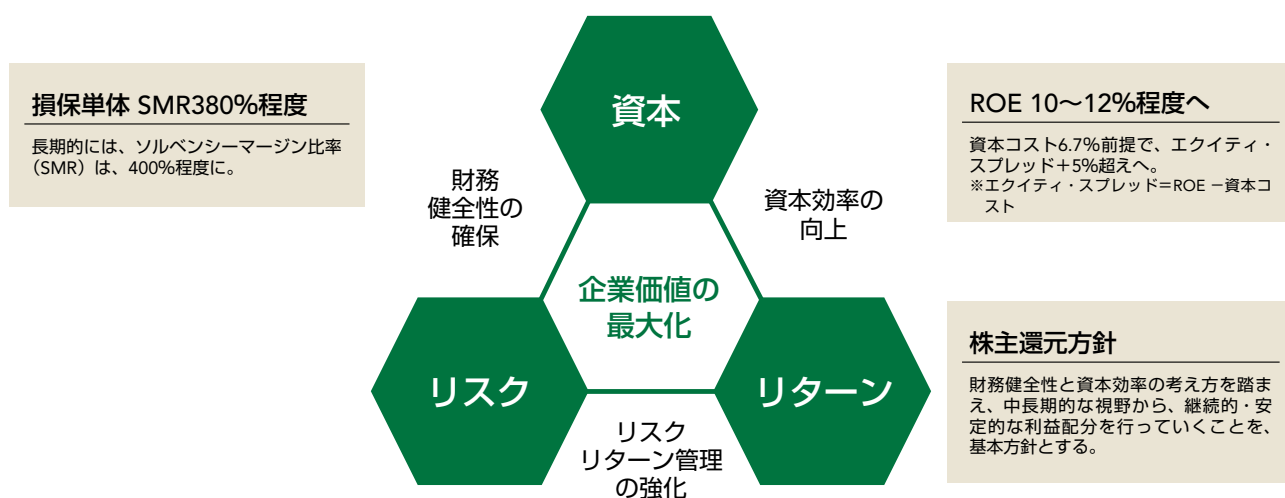 資本
損保単体 SMR380%程度
長期的には、ソルベンシーマージン比率
（SMR）は、400%程度に。
財務
健全性の
確保
資本効率の
向上
ROE 10〜12%程度へ
資本コスト6.7%前提で、エクイティ・
スプレッド＋5%超えへ。
※エクイティ・スプレッド＝ROE －資本コ
スト
企業価値の
最大化
リスク
リターン
リスク
リターン管理
の強化
株主還元方針
財務健全性と資本効率の考え方を踏ま
え、中長期的な視野から、継続的・安
定的な利益配分を行っていくことを、
基本方針とする。